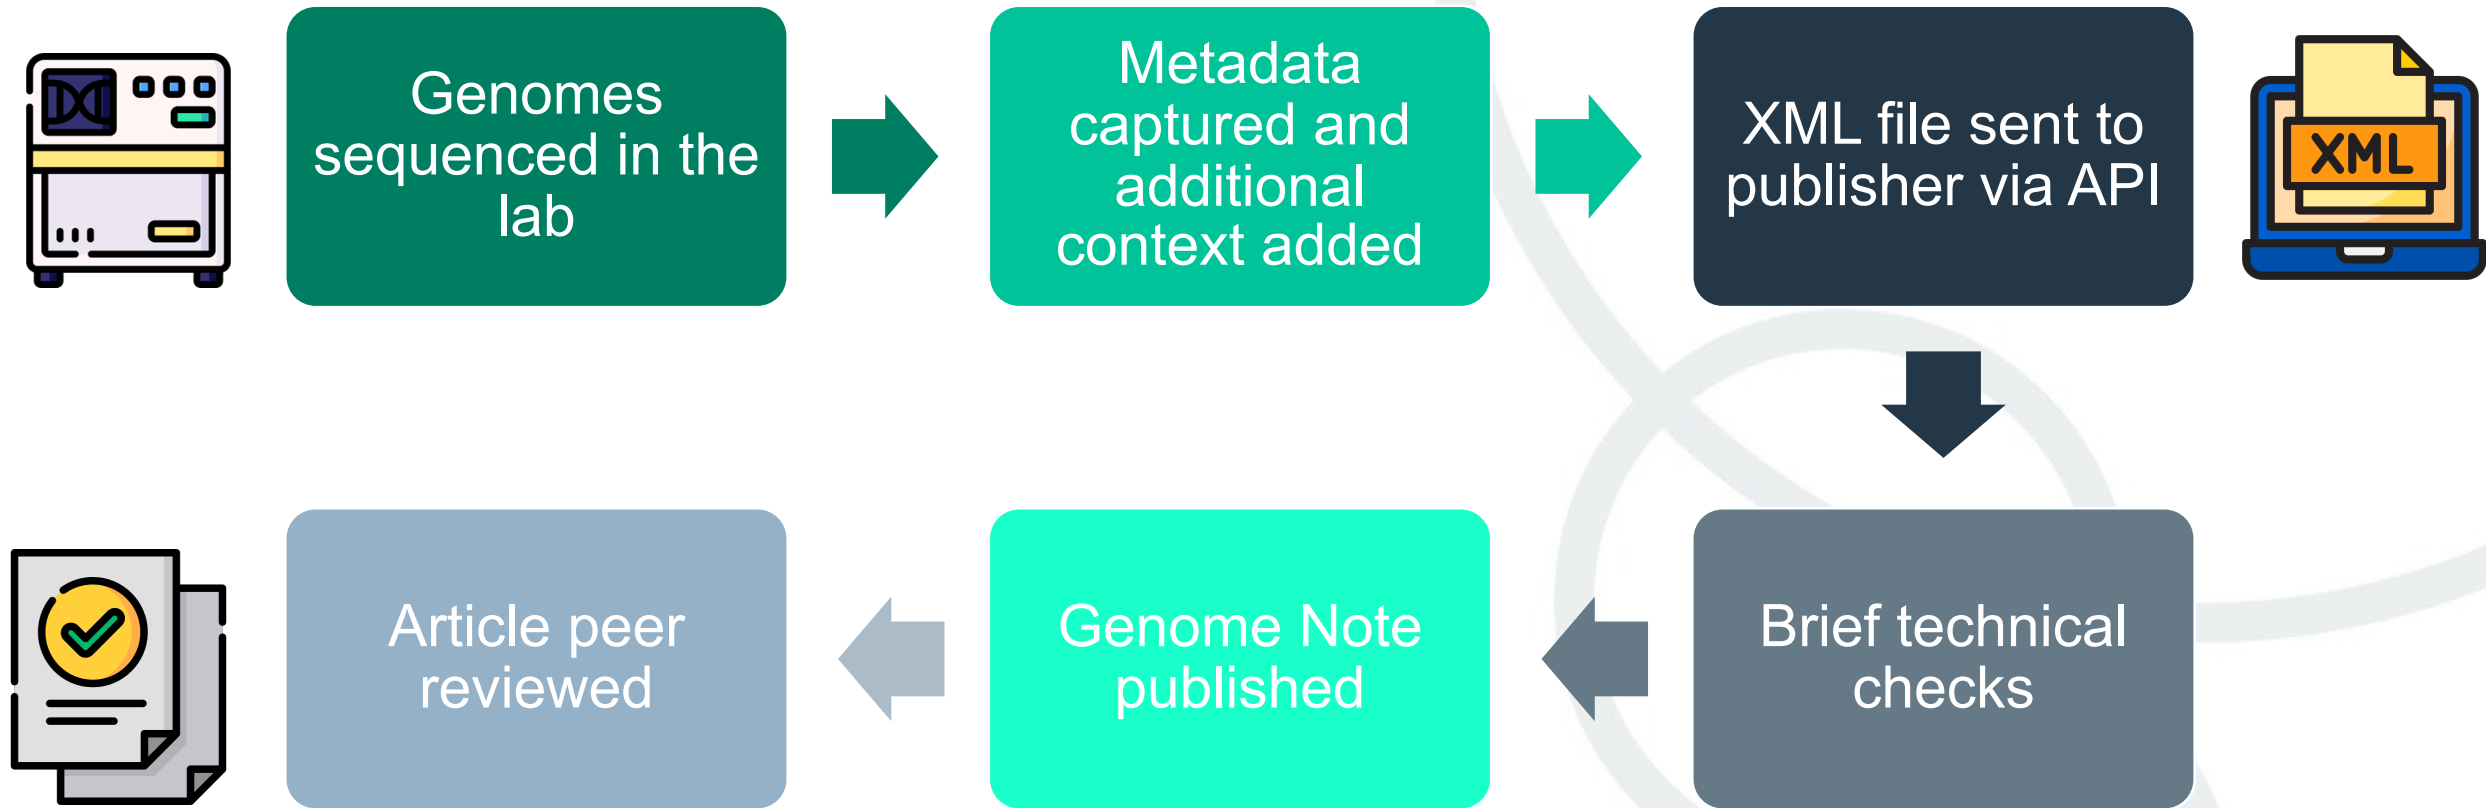 Genomes
sequenced in the
lab
Metadata
captured and
additional
context added
XML file sent to
publisher via API
XML
Brief technical
checks
Genome Note
published
Article peer
reviewed